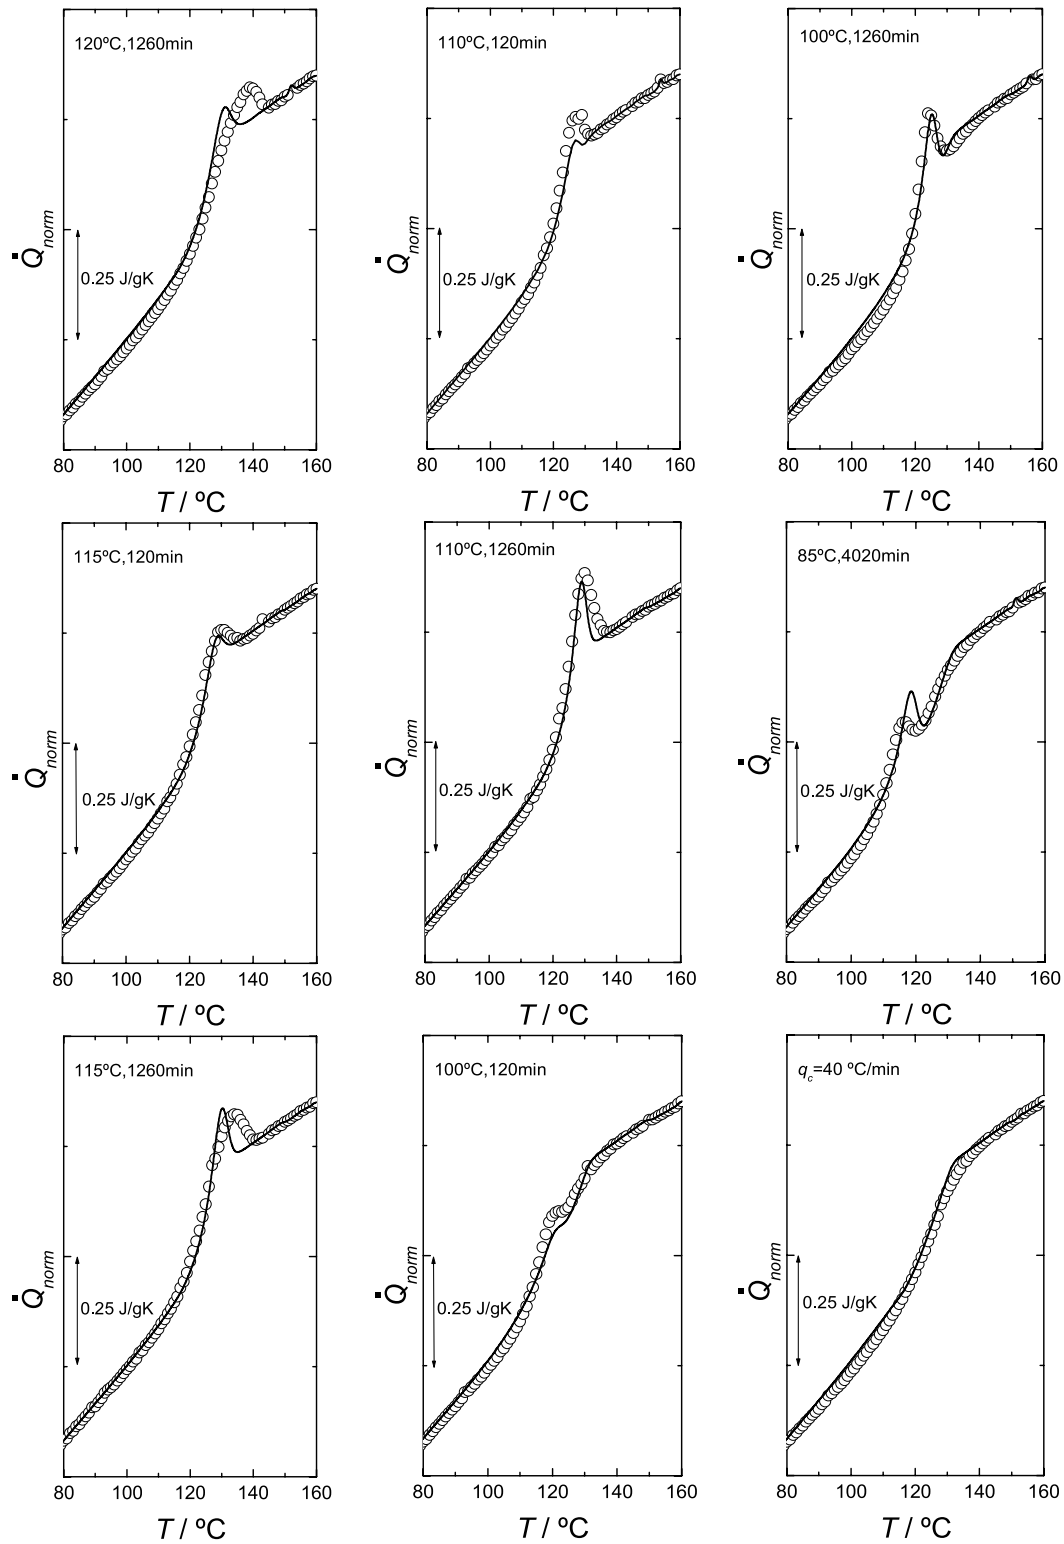 120ºC,1260min
Q̇norm
0.25 J/gK
80 100 120 140 160
T / ºC
110ºC,120min
Q̇norm
0.25 J/gK
80 100 120 140 160
T / ºC
100ºC,1260min
Q̇norm
0.25 J/gK
80 100 120 140 160
T / ºC
115ºC,120min
Q̇norm
0.25 J/gK
80 100 120 140 160
T / ºC
110ºC,1260min
Q̇norm
0.25 J/gK
80 100 120 140 160
T / ºC
85ºC,4020min
Q̇norm
0.25 J/gK
80 100 120 140 160
T / ºC
115ºC,1260min
Q̇norm
0.25 J/gK
80 100 120 140 160
T / ºC
100ºC,120min
Q̇norm
0.25 J/gK
80 100 120 140 160
T / ºC
qc=40 ºC/min
Q̇norm
0.25 J/gK
80 100 120 140 160
T / ºC